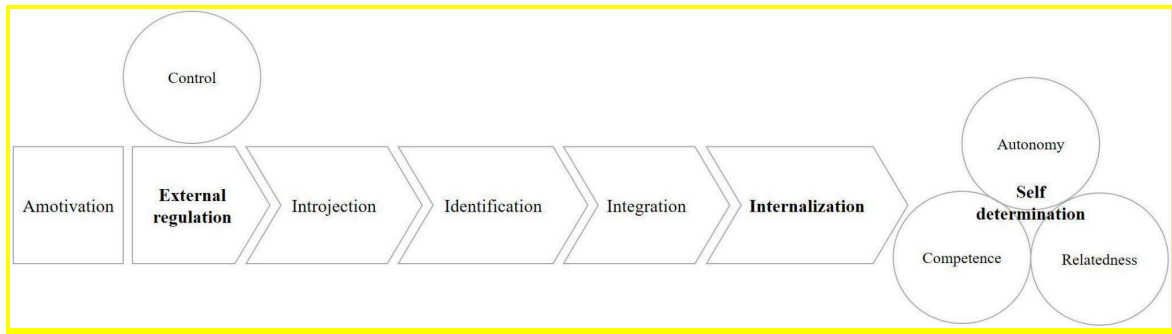 Control
Amotivation
External
regulation
Introjection
Identification
Integration
Internalization
Autonomy
Self
determination
Competence
Relatedness